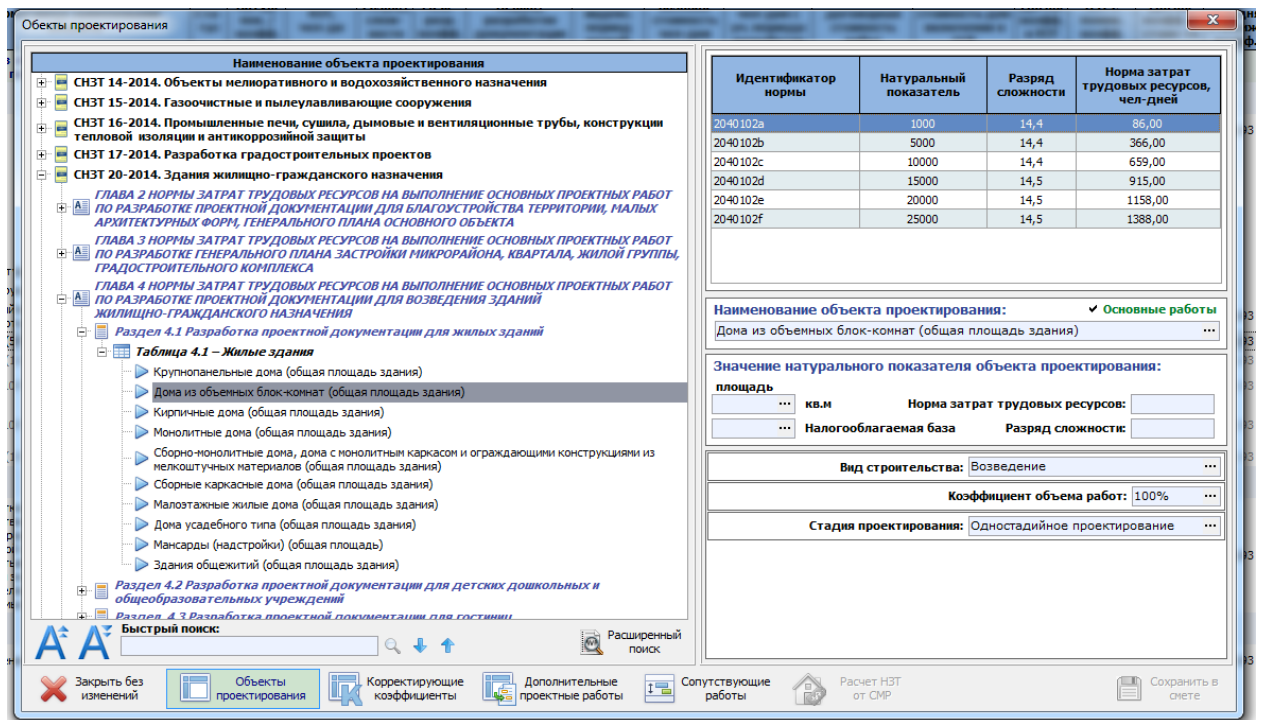 Обекты проектирования
Наименование объекта проектирования
СНЗТ 14-2014. Объекты мелиоративного и водохозяйственного назначения
СНЗТ 15-2014. Газоочистные и пылеулавливающие сооружения
СНЗТ 16-2014. Промышленные печи, сушила, дымовые и вентиляционные трубы, конструкции
тепловой изоляции и антикоррозийной защиты
СНЗТ 17-2014. Разработка градостроительных проектов
СНЗТ 20-2014. Здания жилищно-гражданского назначения
ГЛАВА 2 НОРМЫ ЗАТРАТ ТРУДОВЫХ РЕСУРСОВ НА ВЫПОЛНЕНИЕ ОСНОВНЫХ ПРОЕКТНЫХ РАБОТ
ПО РАЗРАБОТКЕ ПРОЕКТНОЙ ДОКУМЕНТАЦИИ ДЛЯ БЛАГОУСТРОЙСТВА ТЕРРИТОРИИ, МАЛЫХ
АРХИТЕКТУРНЫХ ФОРМ, ГЕНЕРАЛЬНОГО ПЛАНА ОСНОВНОГО ОБЪЕКТА
ГЛАВА 3 НОРМЫ ЗАТРАТ ТРУДОВЫХ РЕСУРСОВ НА ВЫПОЛНЕНИЕ ОСНОВНЫХ ПРОЕКТНЫХ РАБОТ
ПО РАЗРАБОТКЕ ГЕНЕРАЛЬНОГО ПЛАНА ЗАСТРОЙКИ МИКРОРАЙОНА, КВАРТАЛА, ЖИЛОЙ ГРУППЫ,
ГРАДОСТРОИТЕЛЬНОГО КОМПЛЕКСА
ГЛАВА 4 НОРМЫ ЗАТРАТ ТРУДОВЫХ РЕСУРСОВ НА ВЫПОЛНЕНИЕ ОСНОВНЫХ ПРОЕКТНЫХ РАБОТ
ПО РАЗРАБОТКЕ ПРОЕКТНОЙ ДОКУМЕНТАЦИИ ДЛЯ ВОЗВЕДЕНИЯ ЗДАНИЙ
ЖИЛИЩНО-ГРАЖДАНСКОГО НАЗНАЧЕНИЯ
Раздел 4.1 Разработка проектной документации для жилых зданий
Таблица 4.1 – Жилые здания
Крупнопанельные дома (общая площадь здания)
Дома из объемных блок-комнат (общая площадь здания)
Кирпичные дома (общая площадь здания)
Монолитные дома (общая площадь здания)
Сборно-монолитные дома, дома с монолитным каркасом и ограждающими конструкциями из
мелкоштучных материалов (общая площадь здания)
Сборные каркасные дома (общая площадь здания)
Малоэтажные жилые дома (общая площадь здания)
Дома усадебного типа (общая площадь здания)
Мансарды (надстройки) (общая площадь)
Здания общежитий (общая площадь здания)
Раздел 4.2 Разработка проектной документации для детских дошкольных и
общеобразовательных учреждений
Раздел 4.3 Разработка проектной документации для гостиниц
Быстрый поиск:
Расширенный
поиск
Идентификатор нормы Натуральный показатель Разряд сложности Норма затрат трудовых ресурсов, чел-дней
2040102a 1000 14,4 86,00
2040102b 5000 14,4 366,00
2040102c 10000 14,4 659,00
2040102d 15000 14,5 915,00
2040102e 20000 14,5 1158,00
2040102f 25000 14,5 1388,00
Наименование объекта проектирования: ✔ Основные работы
Дома из объемных блок-комнат (общая площадь здания) ...
Значение натурального показателя объекта проектирования:
площадь
... кв.м Норма затрат трудовых ресурсов:
... Налогооблагаемая база Разряд сложности:
Вид строительства: Возведение ...
Коэффициент объема работ: 100% ...
Стадия проектирования: Одностадийное проектирование ...
Закрыть без
изменений
Объекты
проектирования
Корректирующие
коэффициенты
Дополнительные
проектные работы
Сопутствующие
работы
Расчет НЗТ
от СМР
Сохранить в
смете